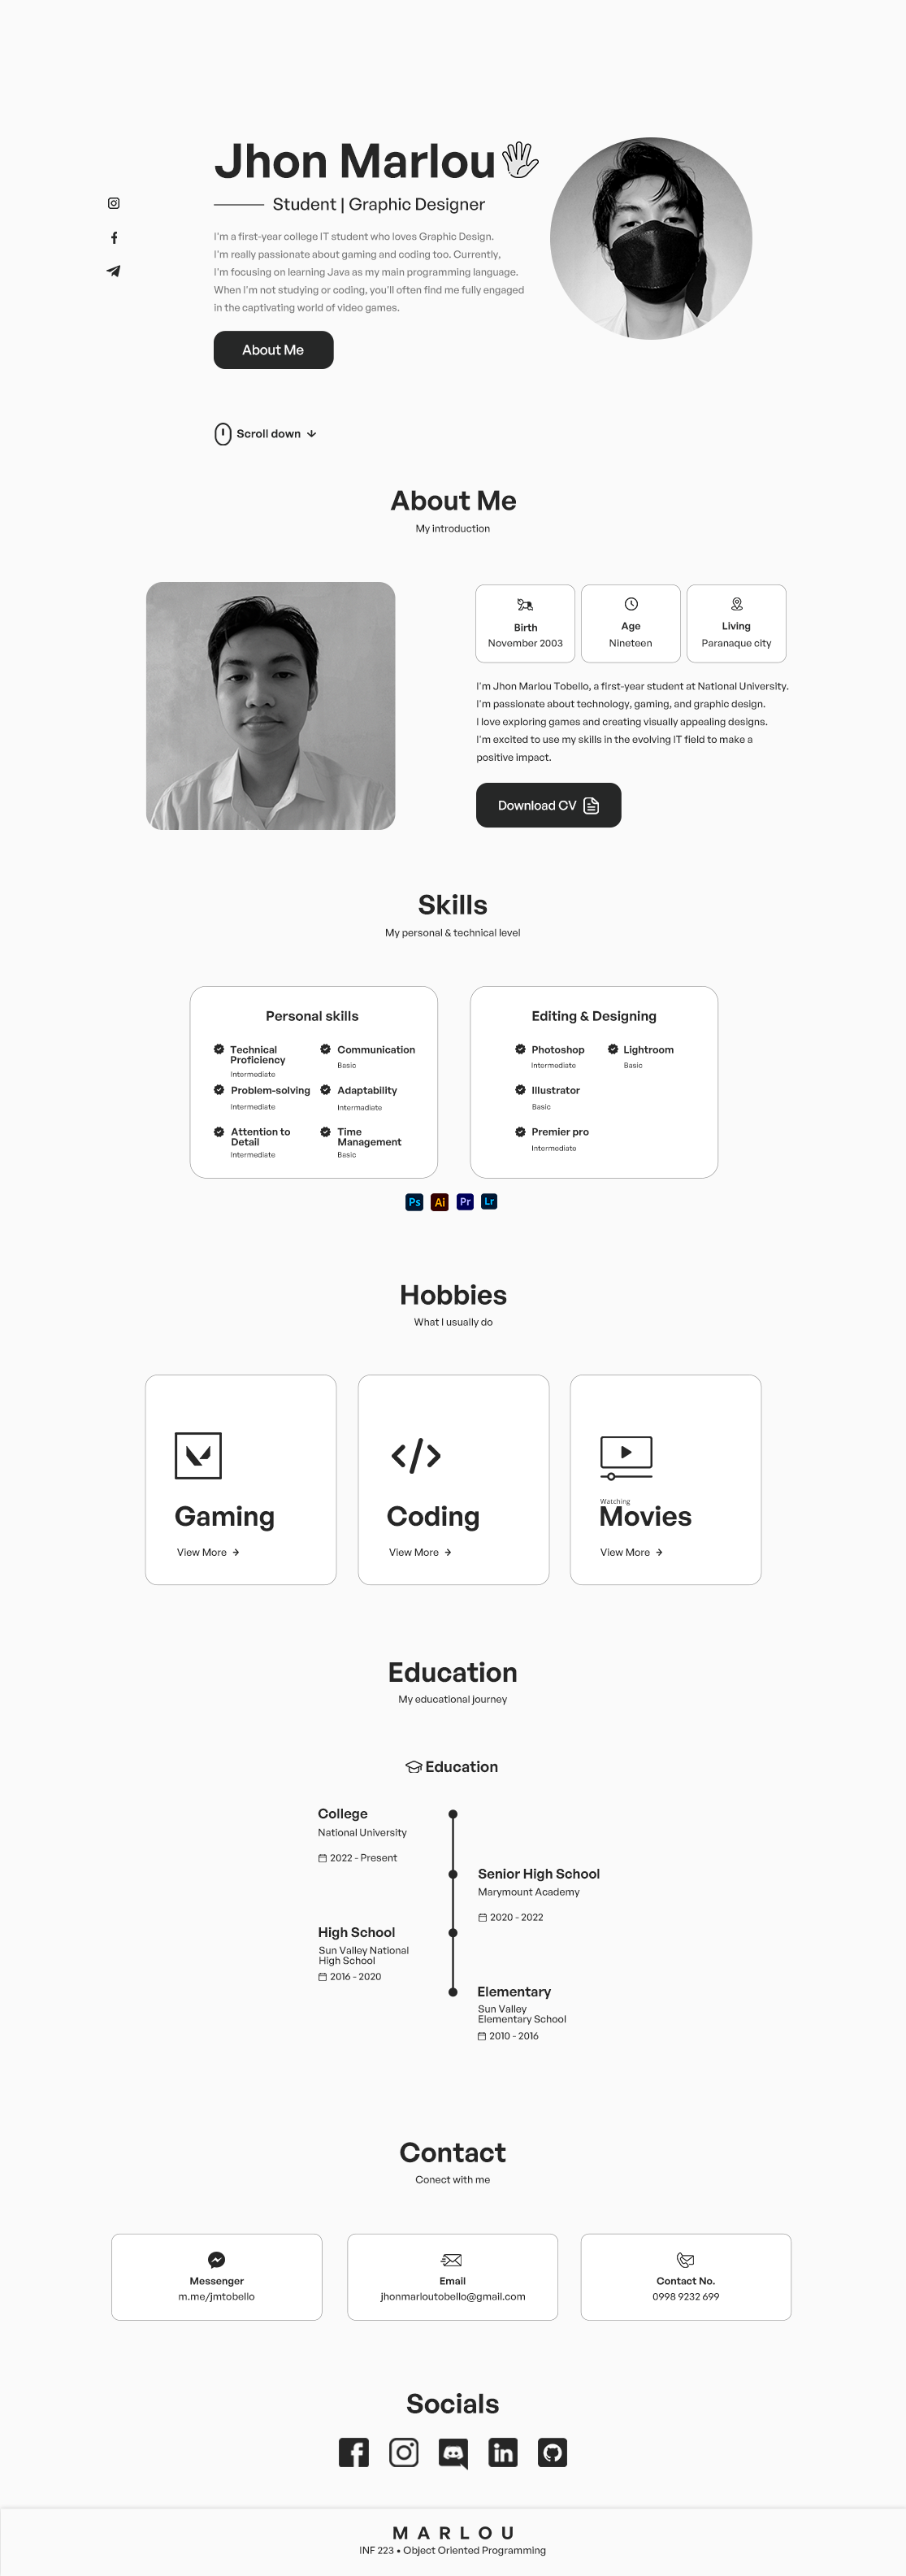 Jhon Marlou
Student | Graphic Designer
I'm a first-year college IT student who loves Graphic Design.
I'm really passionate about gaming and coding too. Currently,
I'm focusing on learning Java as my main programming language.
When I'm not studying or coding, you'll often find me fully engaged
in the captivating world of video games.
About Me
Scroll down
About Me
My introduction
Birth
November 2003
Age
Nineteen
Living
Paranaque city
I'm Jhon Marlou Tobello, a first-year student at National University.
I'm passionate about technology, gaming, and graphic design.
I love exploring games and creating visually appealing designs.
I'm excited to use my skills in the evolving IT field to make a
positive impact.
Download CV
Skills
My personal & technical level
Personal skills
Technical
Proficiency
Intermediate
Communication
Basic
Problem-solving
Intermediate
Adaptability
Intermadiate
Attention to
Detail
Intermediate
Time
Management
Basic
Editing & Designing
Photoshop
Intermediate
Lightroom
Basic
Illustrator
Basic
Premier pro
Intermediate
Ps Ai Pr Lr
Hobbies
What I usually do
Gaming
View More
Coding
View More
Watching
Movies
View More
Education
My educational journey
Education
College
National University
2022 - Present
Senior High School
Marymount Academy
2020 - 2022
High School
Sun Valley National
High School
2016 - 2020
Elementary
Sun Valley
Elementary School
2010 - 2016
Contact
Conect with me
Messenger
m.me/jmtobello
Email
jhonmarloutobello@gmail.com
Contact No.
0998 9232 699
Socials
MARLOU
INF 223 • Object Oriented Programming